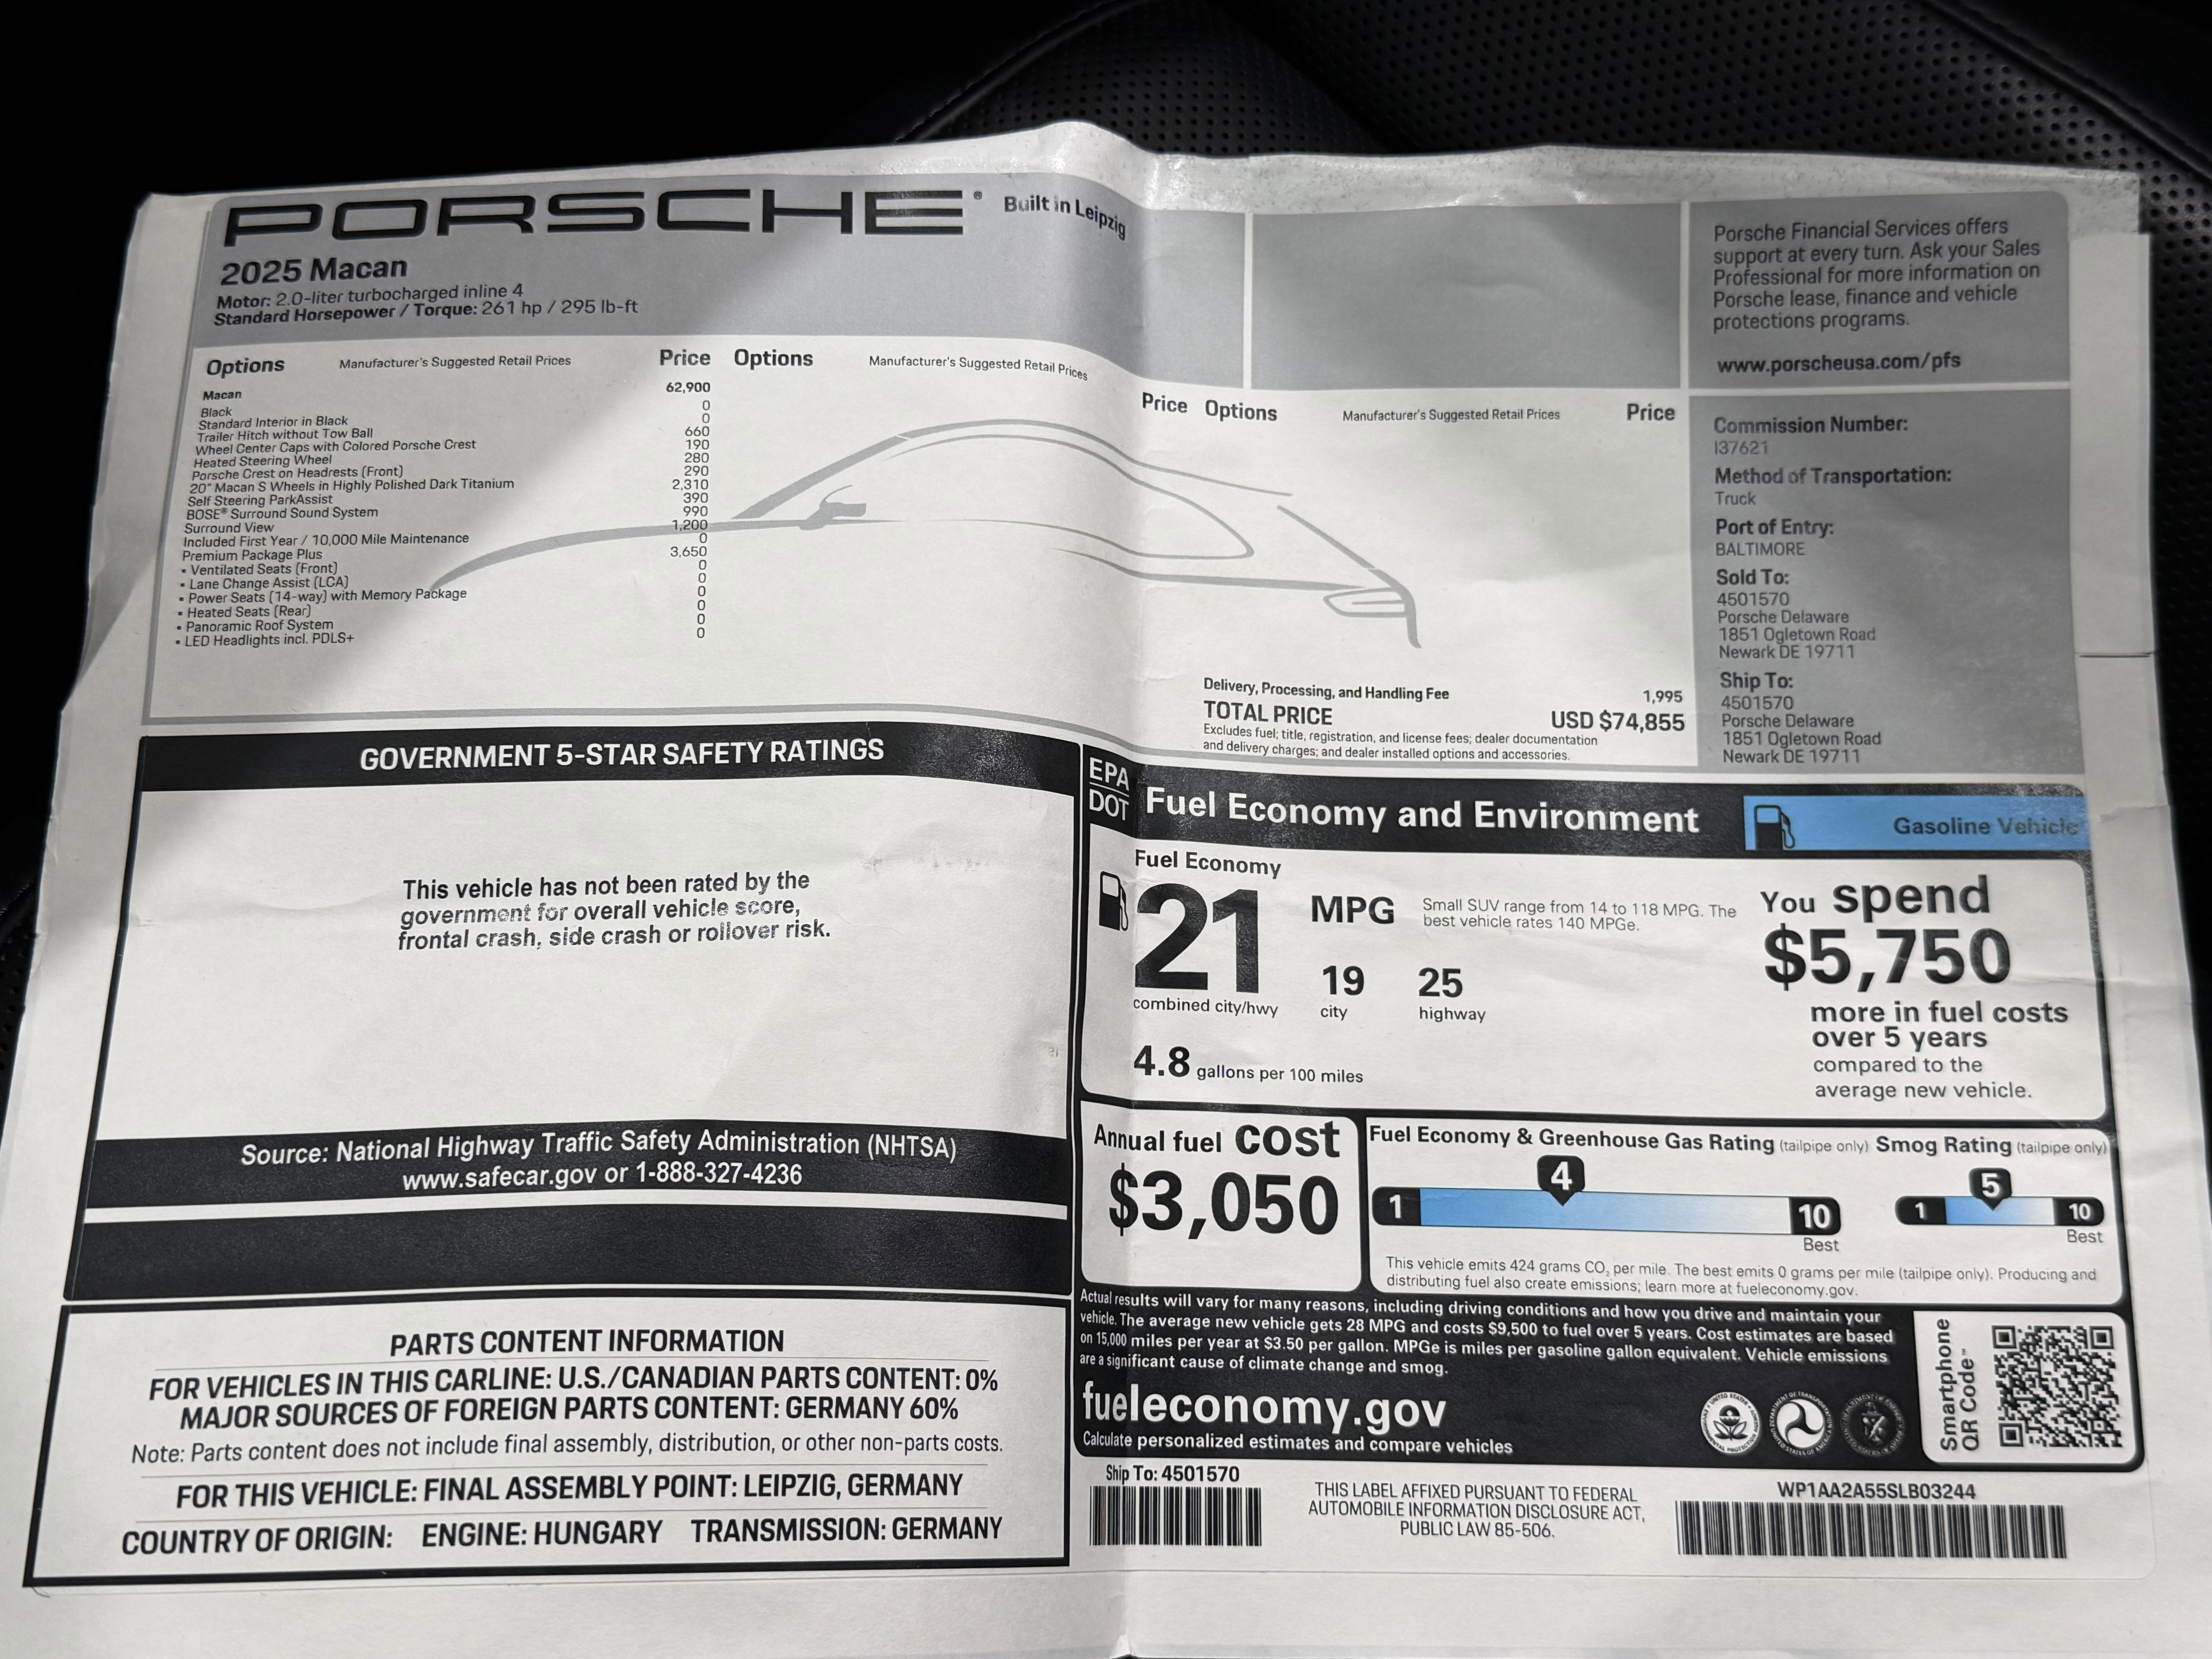 PORSCHE®
Built in Leipzig
2025 Macan
Motor: 2.0-liter turbocharged inline 4
Standard Horsepower / Torque: 261 hp / 295 lb-ft
Options Manufacturer's Suggested Retail Prices Price
Macan 62,900
Black 0
Standard Interior in Black 0
Trailer Hitch without Tow Ball 660
Wheel Center Caps with Colored Porsche Crest 190
Heated Steering Wheel 280
Porsche Crest on Headrests (Front) 290
20" Macan S Wheels in Highly Polished Dark Titanium 2,310
Self Steering ParkAssist 390
BOSE® Surround Sound System 990
Surround View 1,200
Included First Year / 10,000 Mile Maintenance 0
Premium Package Plus 3,650
• Ventilated Seats (Front) 0
• Lane Change Assist (LCA) 0
• Power Seats (14-way) with Memory Package 0
• Heated Seats (Rear) 0
• Panoramic Roof System 0
• LED Headlights incl. PDLS+ 0
Options Manufacturer's Suggested Retail Prices Price
Options Manufacturer's Suggested Retail Prices Price
Delivery, Processing, and Handling Fee 1,995
TOTAL PRICE USD $74,855
Excludes fuel; title, registration, and license fees; dealer documentation
and delivery charges; and dealer installed options and accessories.
Porsche Financial Services offers
support at every turn. Ask your Sales
Professional for more information on
Porsche lease, finance and vehicle
protections programs.
www.porscheusa.com/pfs
Commission Number:
I37621
Method of Transportation:
Truck
Port of Entry:
BALTIMORE
Sold To:
4501570
Porsche Delaware
1851 Ogletown Road
Newark DE 19711
Ship To:
4501570
Porsche Delaware
1851 Ogletown Road
Newark DE 19711
GOVERNMENT 5-STAR SAFETY RATINGS
This vehicle has not been rated by the
government for overall vehicle score,
frontal crash, side crash or rollover risk.
Source: National Highway Traffic Safety Administration (NHTSA)
www.safecar.gov or 1-888-327-4236
PARTS CONTENT INFORMATION
FOR VEHICLES IN THIS CARLINE: U.S./CANADIAN PARTS CONTENT: 0%
MAJOR SOURCES OF FOREIGN PARTS CONTENT: GERMANY 60%
Note: Parts content does not include final assembly, distribution, or other non-parts costs.
FOR THIS VEHICLE: FINAL ASSEMBLY POINT: LEIPZIG, GERMANY
COUNTRY OF ORIGIN: ENGINE: HUNGARY TRANSMISSION: GERMANY
EPA
DOT
Fuel Economy and Environment
Gasoline Vehicle
Fuel Economy
21 MPG
combined city/hwy
19
city
25
highway
Small SUV range from 14 to 118 MPG. The
best vehicle rates 140 MPGe.
4.8 gallons per 100 miles
You spend
$5,750
more in fuel costs
over 5 years
compared to the
average new vehicle.
Annual fuel cost
$3,050
Fuel Economy & Greenhouse Gas Rating (tailpipe only)
4
1 10
Best
Smog Rating (tailpipe only)
5
1 10
Best
This vehicle emits 424 grams CO₂ per mile. The best emits 0 grams per mile (tailpipe only). Producing and
distributing fuel also create emissions; learn more at fueleconomy.gov.
Actual results will vary for many reasons, including driving conditions and how you drive and maintain your
vehicle. The average new vehicle gets 28 MPG and costs $9,500 to fuel over 5 years. Cost estimates are based
on 15,000 miles per year at $3.50 per gallon. MPGe is miles per gasoline gallon equivalent. Vehicle emissions
are a significant cause of climate change and smog.
fueleconomy.gov
Calculate personalized estimates and compare vehicles
Smartphone
QR Code™
Ship To: 4501570
THIS LABEL AFFIXED PURSUANT TO FEDERAL
AUTOMOBILE INFORMATION DISCLOSURE ACT,
PUBLIC LAW 85-506.
WP1AA2A55SLB03244